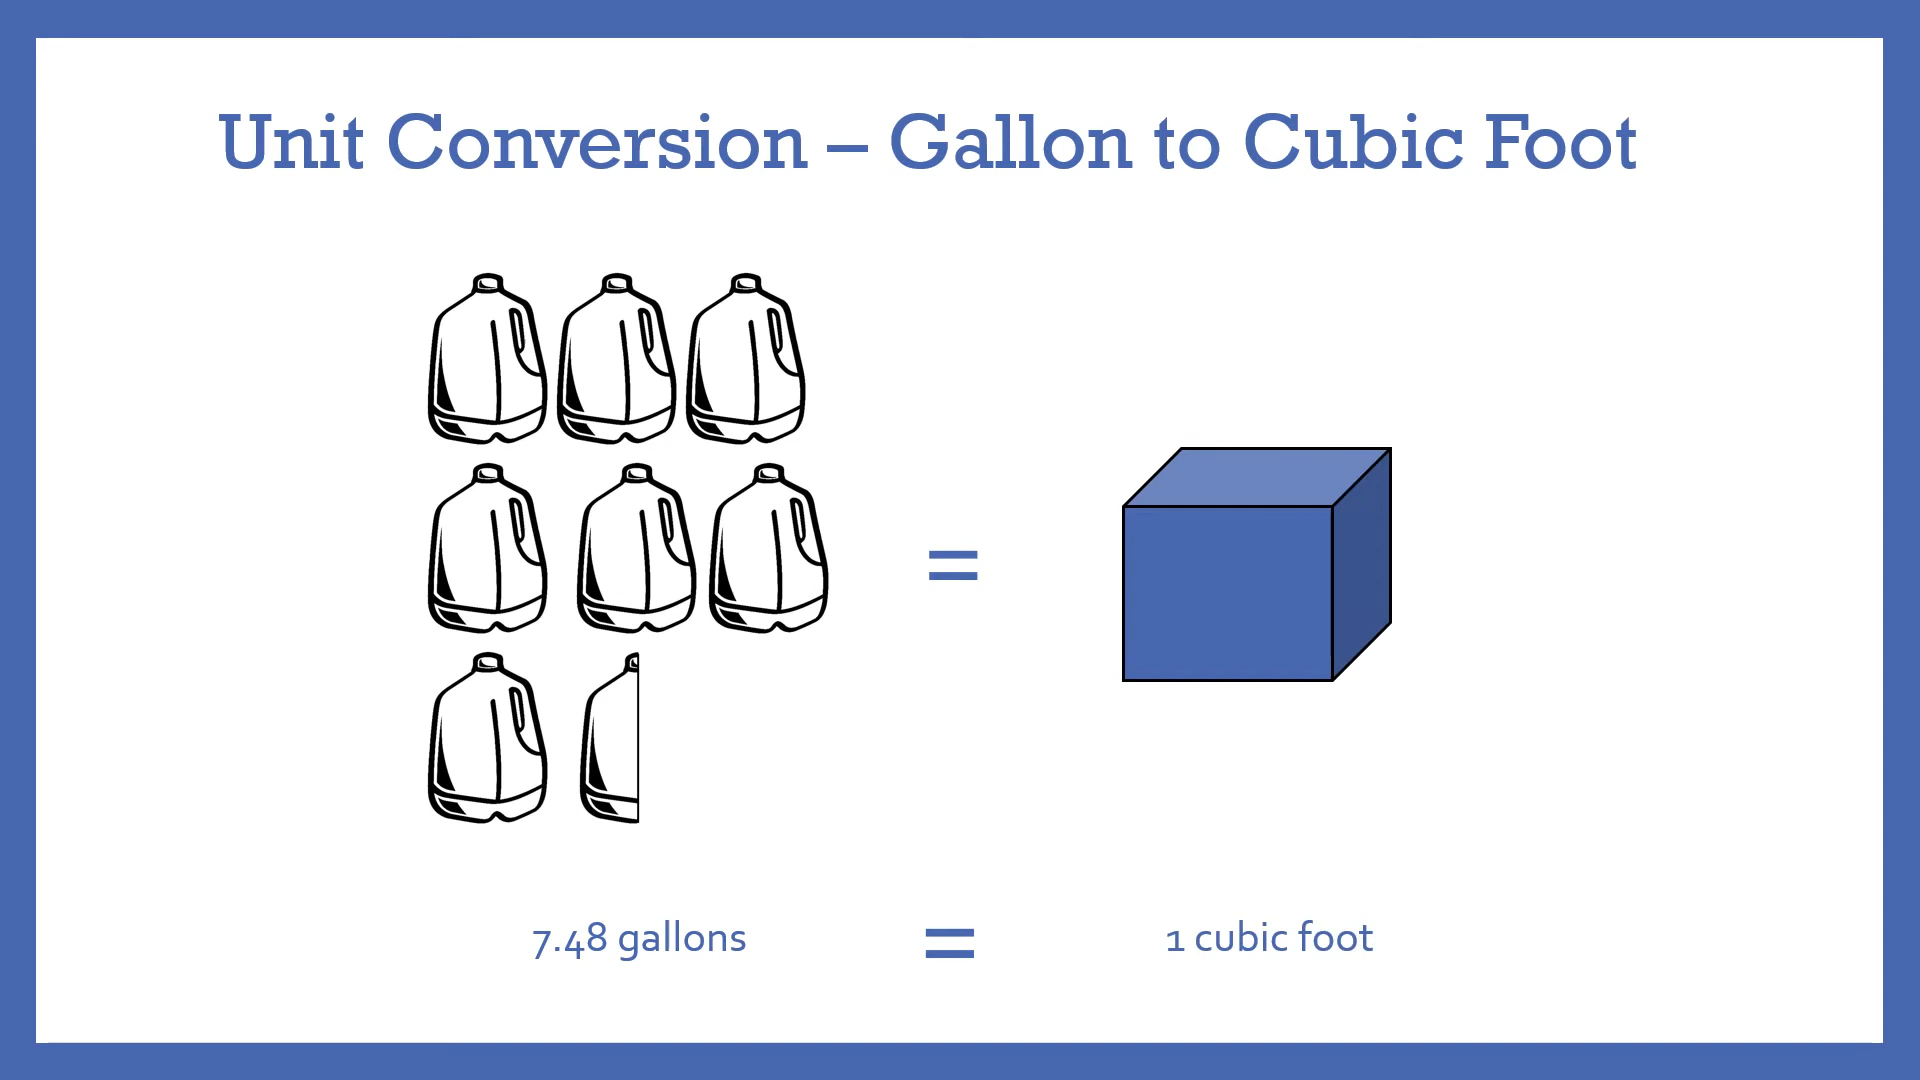 Unit Conversion – Gallon to Cubic Foot
=
7.48 gallons = 1 cubic foot